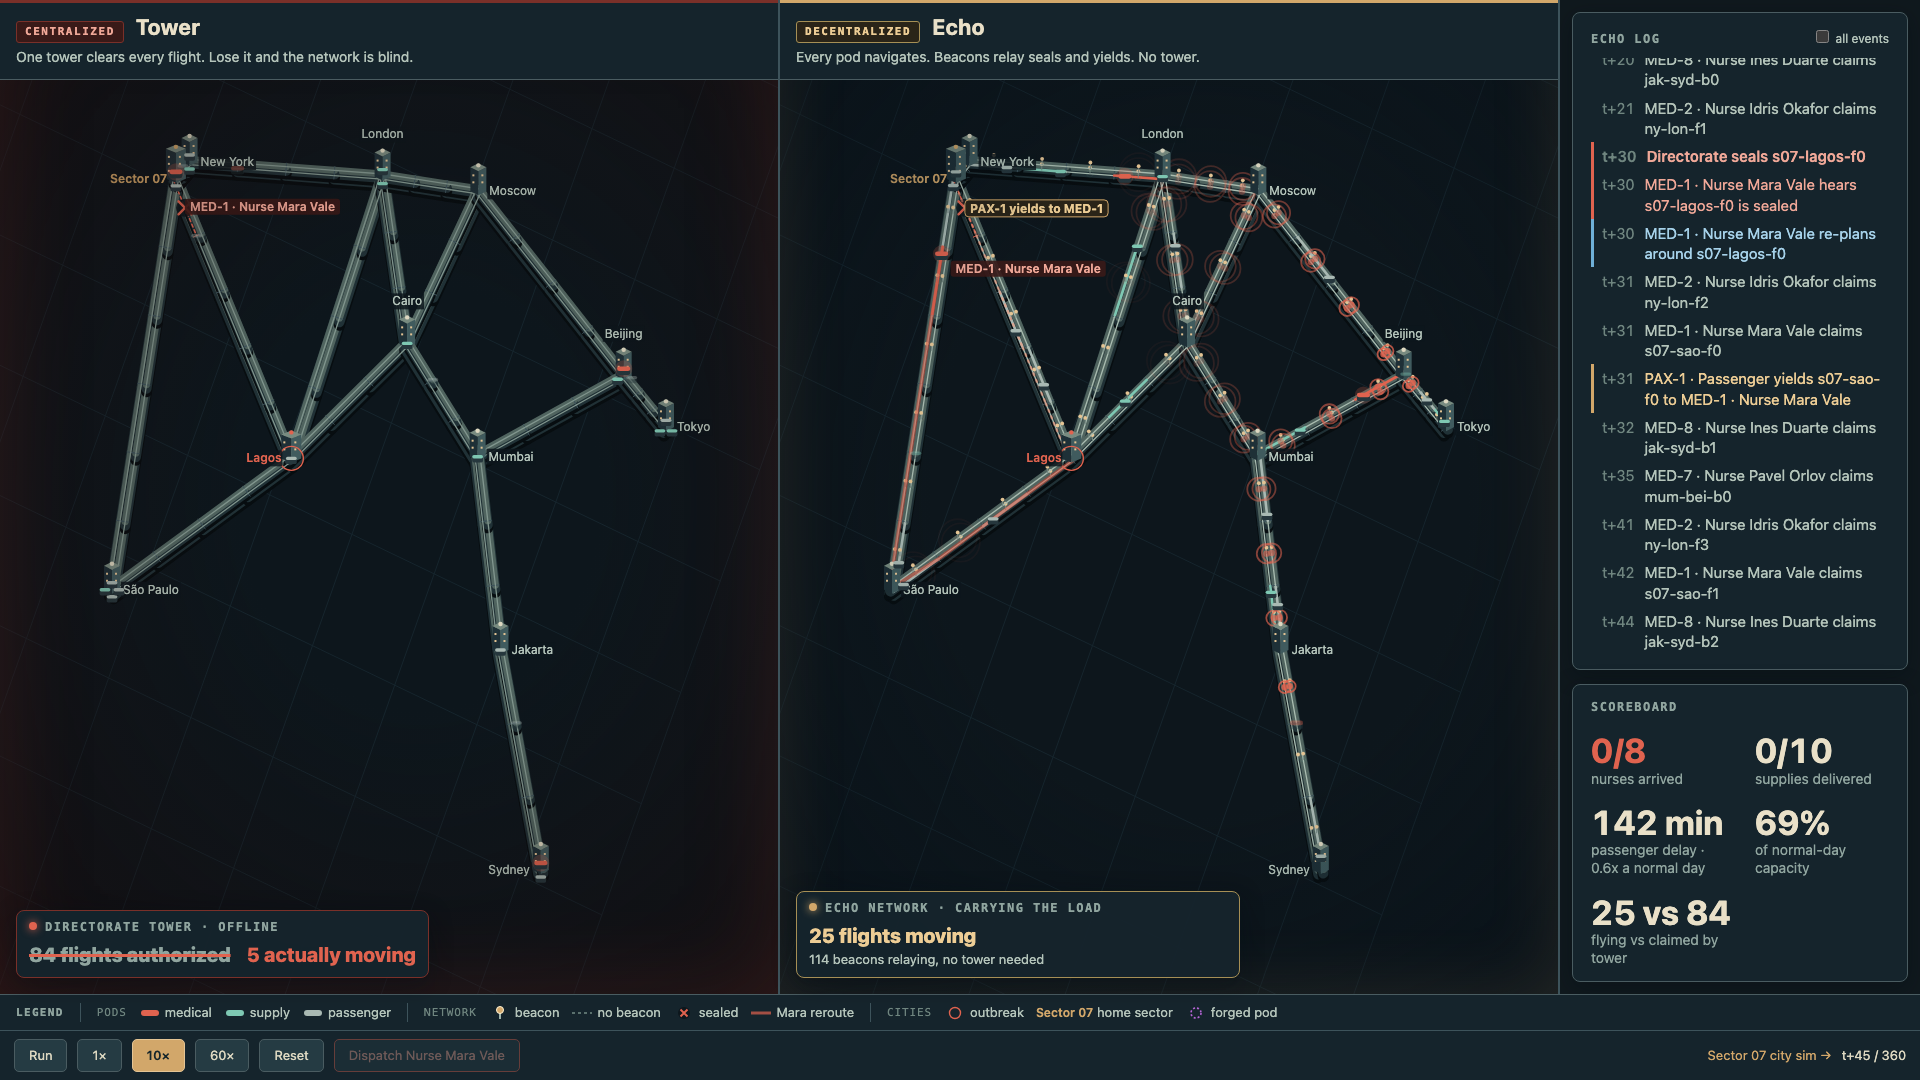 CENTRALIZED Tower
One tower clears every flight. Lose it and the network is blind.
London
New York
Sector 07
Moscow
MED-1 · Nurse Mara Vale
Cairo
Beijing
Tokyo
Lagos
Mumbai
São Paulo
Jakarta
Sydney
DIRECTORATE TOWER · OFFLINE
84 flights authorized 5 actually moving
DECENTRALIZED Echo
Every pod navigates. Beacons relay seals and yields. No tower.
London
New York
Sector 07
Moscow
PAX-1 yields to MED-1
MED-1 · Nurse Mara Vale
Cairo
Beijing
Tokyo
Lagos
Mumbai
São Paulo
Jakarta
Sydney
ECHO NETWORK · CARRYING THE LOAD
25 flights moving
114 beacons relaying, no tower needed
ECHO LOG all events
t+20 MED-8 · Nurse Ines Duarte claims
jak-syd-b0
t+21 MED-2 · Nurse Idris Okafor claims
ny-lon-f1
t+30 Directorate seals s07-lagos-f0
t+30 MED-1 · Nurse Mara Vale hears
s07-lagos-f0 is sealed
t+30 MED-1 · Nurse Mara Vale re-plans
around s07-lagos-f0
t+31 MED-2 · Nurse Idris Okafor claims
ny-lon-f2
t+31 MED-1 · Nurse Mara Vale claims
s07-sao-f0
t+31 PAX-1 · Passenger yields s07-sao-
f0 to MED-1 · Nurse Mara Vale
t+32 MED-8 · Nurse Ines Duarte claims
jak-syd-b1
t+35 MED-7 · Nurse Pavel Orlov claims
mum-bei-b0
t+41 MED-2 · Nurse Idris Okafor claims
ny-lon-f3
t+42 MED-1 · Nurse Mara Vale claims
s07-sao-f1
t+44 MED-8 · Nurse Ines Duarte claims
jak-syd-b2
SCOREBOARD
0/8 0/10
nurses arrived supplies delivered
142 min 69%
passenger delay · of normal-day
0.6x a normal day capacity
25 vs 84
flying vs claimed by
tower
LEGEND PODS medical supply passenger NETWORK beacon no beacon sealed Mara reroute CITIES outbreak Sector 07 home sector forged pod
Run 1× 10× 60× Reset Dispatch Nurse Mara Vale Sector 07 city sim → t+45 / 360